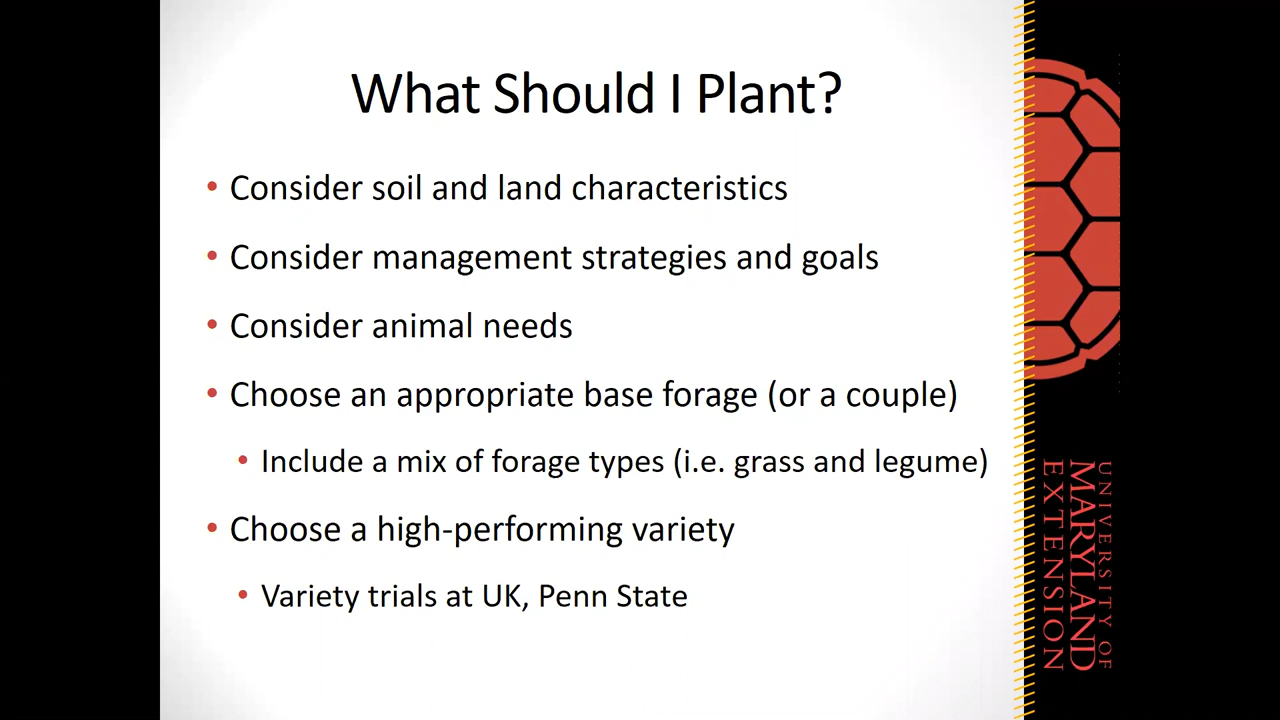 What Should I Plant?
• Consider soil and land characteristics
• Consider management strategies and goals
• Consider animal needs
• Choose an appropriate base forage (or a couple)
• Include a mix of forage types (i.e. grass and legume)
• Choose a high-performing variety
• Variety trials at UK, Penn State
UNIVERSITY OF
MARYLAND
EXTENSION